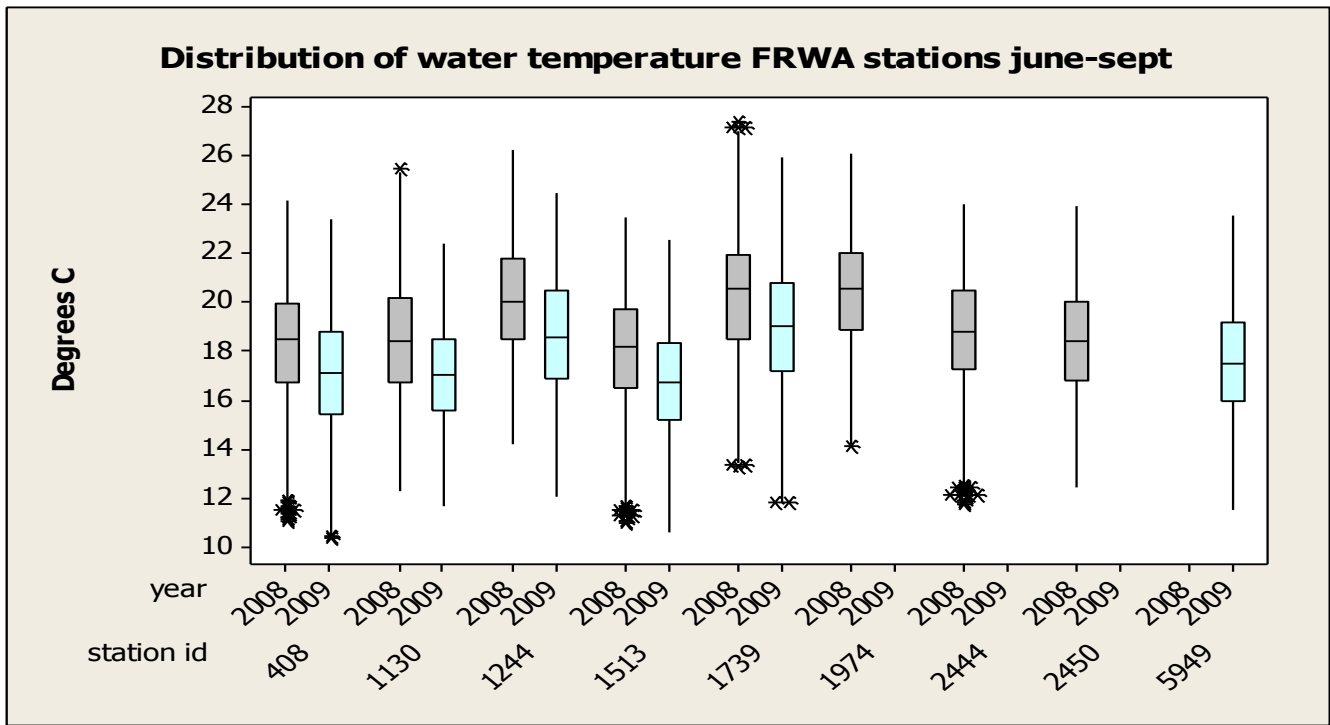 Distribution of water temperature FRWA stations june-sept
Degrees C
28
26
24
22
20
18
16
14
12
10
year 2008 2009 2008 2009 2008 2009 2008 2009 2008 2009 2008 2009 2008 2009 2008 2009 2008 2009
station id 408 1130 1244 1513 1739 1974 2444 2450 5949